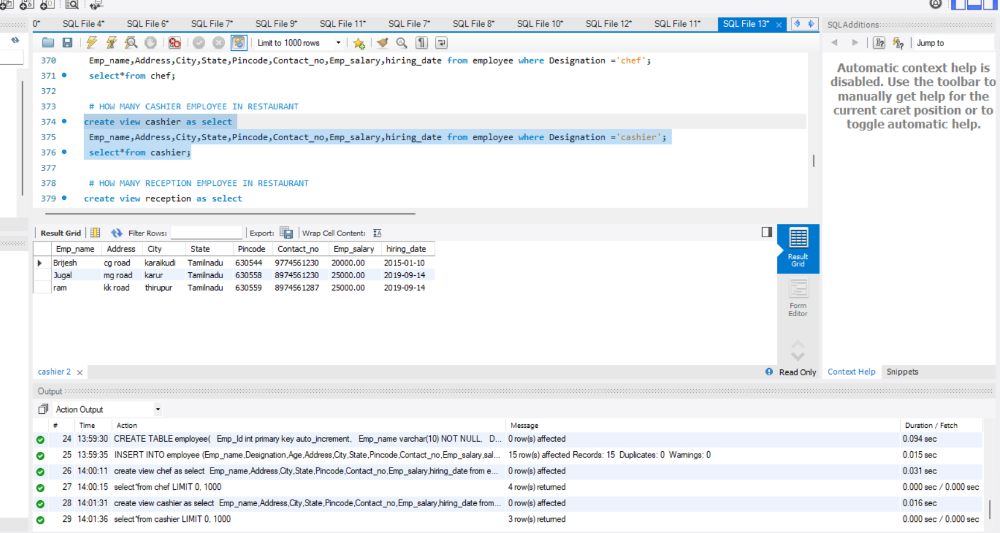 0*
SQL File 4*
SQL File 6*
SQL File 7*
SQL File 9*
SQL File 11*
SQL File 7*
SQL File 8*
SQL File 10*
SQL File 12*
SQL File 11*
SQL File 13*
SQLAdditions
Limit to 1000 rows
Jump to
370 Emp_name,Address,City,State,Pincode,Contact_no,Emp_salary,hiring_date from employee where Designation ='chef';
371 select*from chef;
372
373 # HOW MANY CASHIER EMPLOYEE IN RESTAURANT
374 create view cashier as select
375 Emp_name,Address,City,State,Pincode,Contact_no,Emp_salary,hiring_date from employee where Designation ='cashier';
376 select*from cashier;
377
378 # HOW MANY RECEPTION EMPLOYEE IN RESTAURANT
379 create view reception as select
Automatic context help is
disabled. Use the toolbar to
manually get help for the
current caret position or to
toggle automatic help.
Result Grid Filter Rows: Export: Wrap Cell Content:
Emp_name Address City State Pincode Contact_no Emp_salary hiring_date
Brijesh cg road karaikudi Tamilnadu 630544 9774561230 20000.00 2015-01-10
Jugal mg road karur Tamilnadu 630558 8974561230 25000.00 2019-09-14
ram kk road thirupur Tamilnadu 630559 8974561287 25000.00 2019-09-14
Result
Grid
Form
Editor
cashier 2
Read Only
Context Help
Snippets
Output
Action Output
# Time Action Message Duration / Fetch
24 13:59:30 CREATE TABLE employee( Emp_Id int primary key auto_increment, Emp_name varchar(10) NOT NULL, D... 0 row(s) affected 0.094 sec
25 13:59:35 INSERT INTO employee (Emp_name,Designation,Age,Address,City,State,Pincode,Contact_no,Emp_salary,sal... 15 row(s) affected Records: 15 Duplicates: 0 Warnings: 0 0.015 sec
26 14:00:11 create view chef as select Emp_name,Address,City,State,Pincode,Contact_no,Emp_salary,hiring_date from e... 0 row(s) affected 0.031 sec
27 14:00:15 select*from chef LIMIT 0, 1000 4 row(s) returned 0.000 sec / 0.000 sec
28 14:01:31 create view cashier as select Emp_name,Address,City,State,Pincode,Contact_no,Emp_salary,hiring_date from... 0 row(s) affected 0.016 sec
29 14:01:36 select*from cashier LIMIT 0, 1000 3 row(s) returned 0.000 sec / 0.000 sec